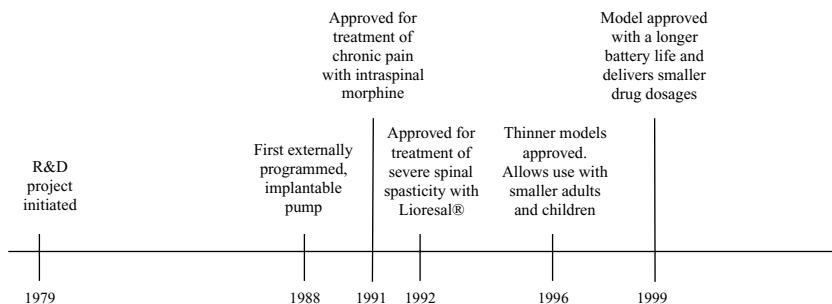 Approved for
treatment of
chronic pain
with intraspinal
morphine
Model approved
with a longer
battery life and
delivers smaller
drug dosages
R&D
project
initiated
First externally
programmed,
implantable
pump
Approved for
treatment of
severe spinal
spasticity with
Lioresal®
Thinner models
approved.
Allows use with
smaller adults
and children
1979
1988
1991
1992
1996
1999